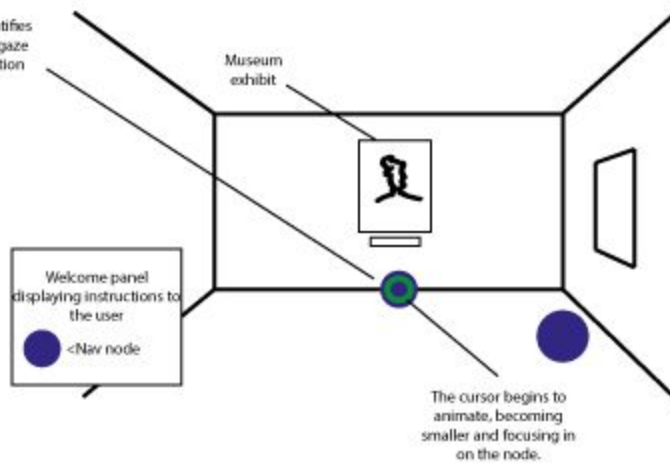 tifies
gaze
tion
Museum
exhibit
Welcome panel
displaying instructions to
the user
<Nav node
The cursor begins to
animate, becoming
smaller and focusing in
on the node.